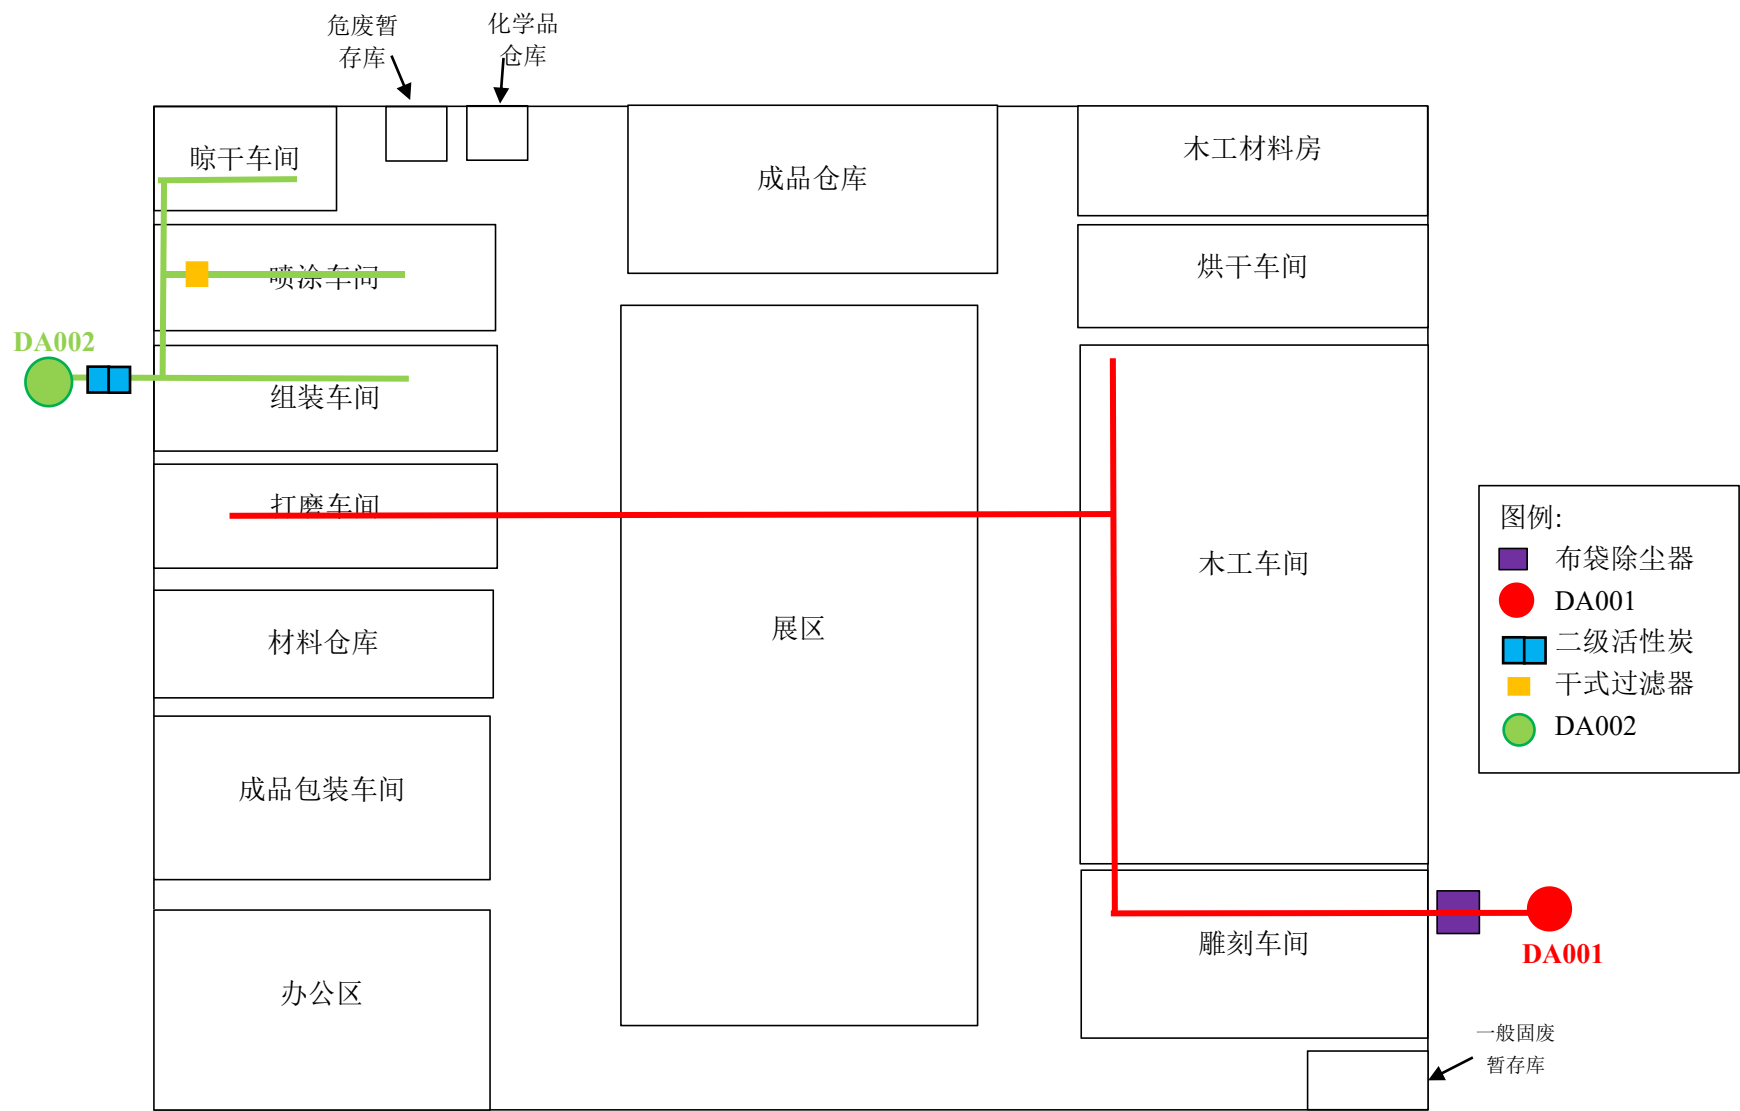 危废暂
存库
化学品
仓库
晾干车间
成品仓库
木工材料房
喷涂车间
烘干车间
DA002
组装车间
打磨车间
木工车间
材料仓库
展区
成品包装车间
雕刻车间
DA001
办公区
一般固废
暂存库
图例:
布袋除尘器
DA001
二级活性炭
干式过滤器
DA002